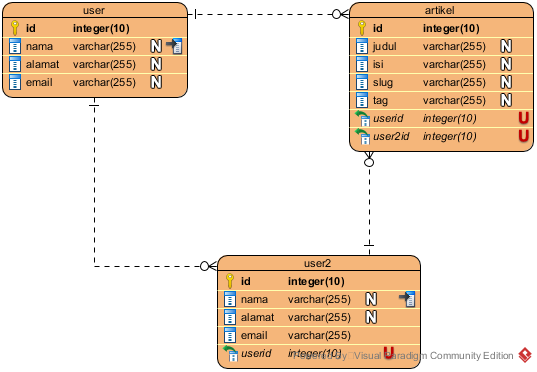 user
id integer(10)
nama varchar(255) N
alamat varchar(255) N
email varchar(255) N
artikel
id integer(10)
judul varchar(255) N
isi varchar(255) N
slug varchar(255) N
tag varchar(255) N
userid integer(10) U
user2id integer(10) U
user2
id integer(10)
nama varchar(255) N
alamat varchar(255) N
email varchar(255)
userid integer(10) U
Powered By Visual Paradigm Community Edition